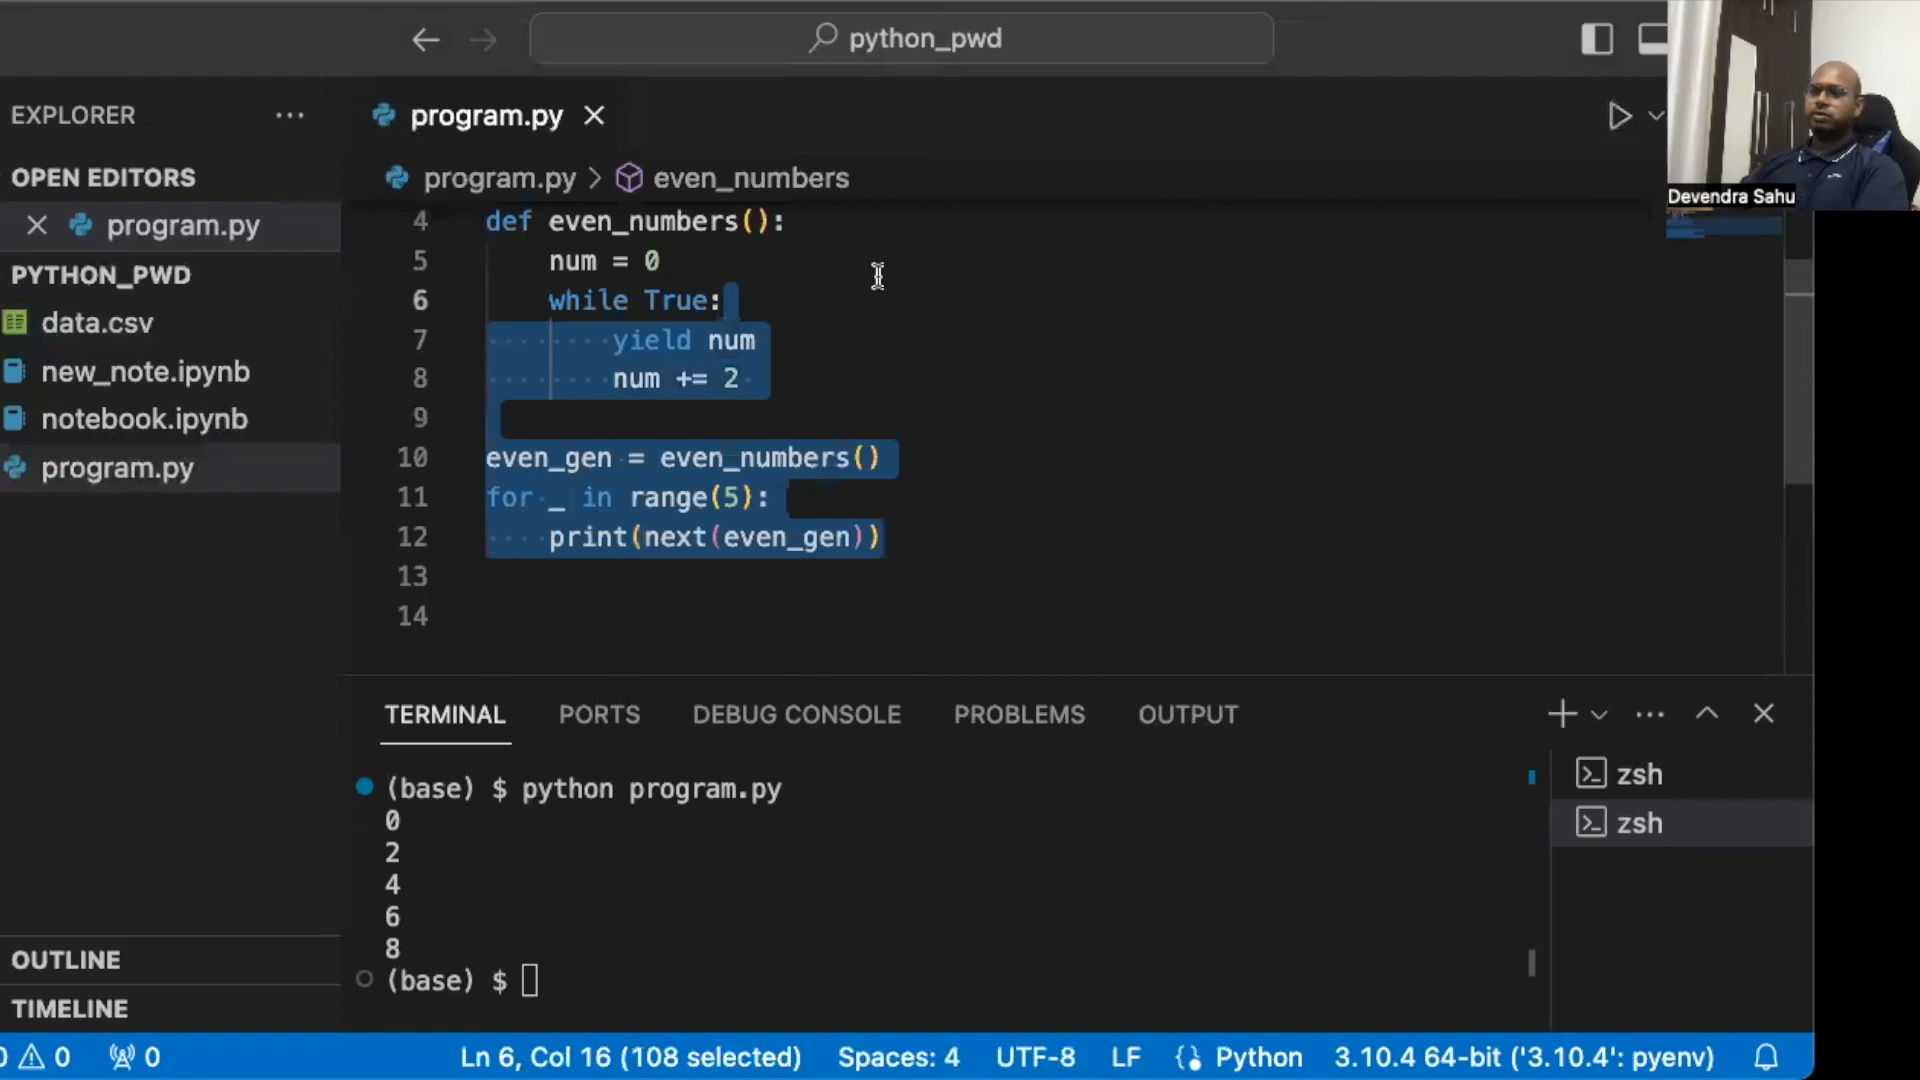 python_pwd
EXPLORER
program.py
Devendra Sahu
OPEN EDITORS
program.py > even_numbers
program.py
PYTHON_PWD
data.csv
new_note.ipynb
notebook.ipynb
program.py
4 def even_numbers():
5 num = 0
6 while True:
7 yield num
8 num += 2
9
10 even_gen = even_numbers()
11 for _ in range(5):
12 print(next(even_gen))
13
14
TERMINAL PORTS DEBUG CONSOLE PROBLEMS OUTPUT
(base) $ python program.py
0
2
4
6
8
(base) $
zsh
zsh
OUTLINE
TIMELINE
0 0 0 Ln 6, Col 16 (108 selected) Spaces: 4 UTF-8 LF Python 3.10.4 64-bit ('3.10.4': pyenv)